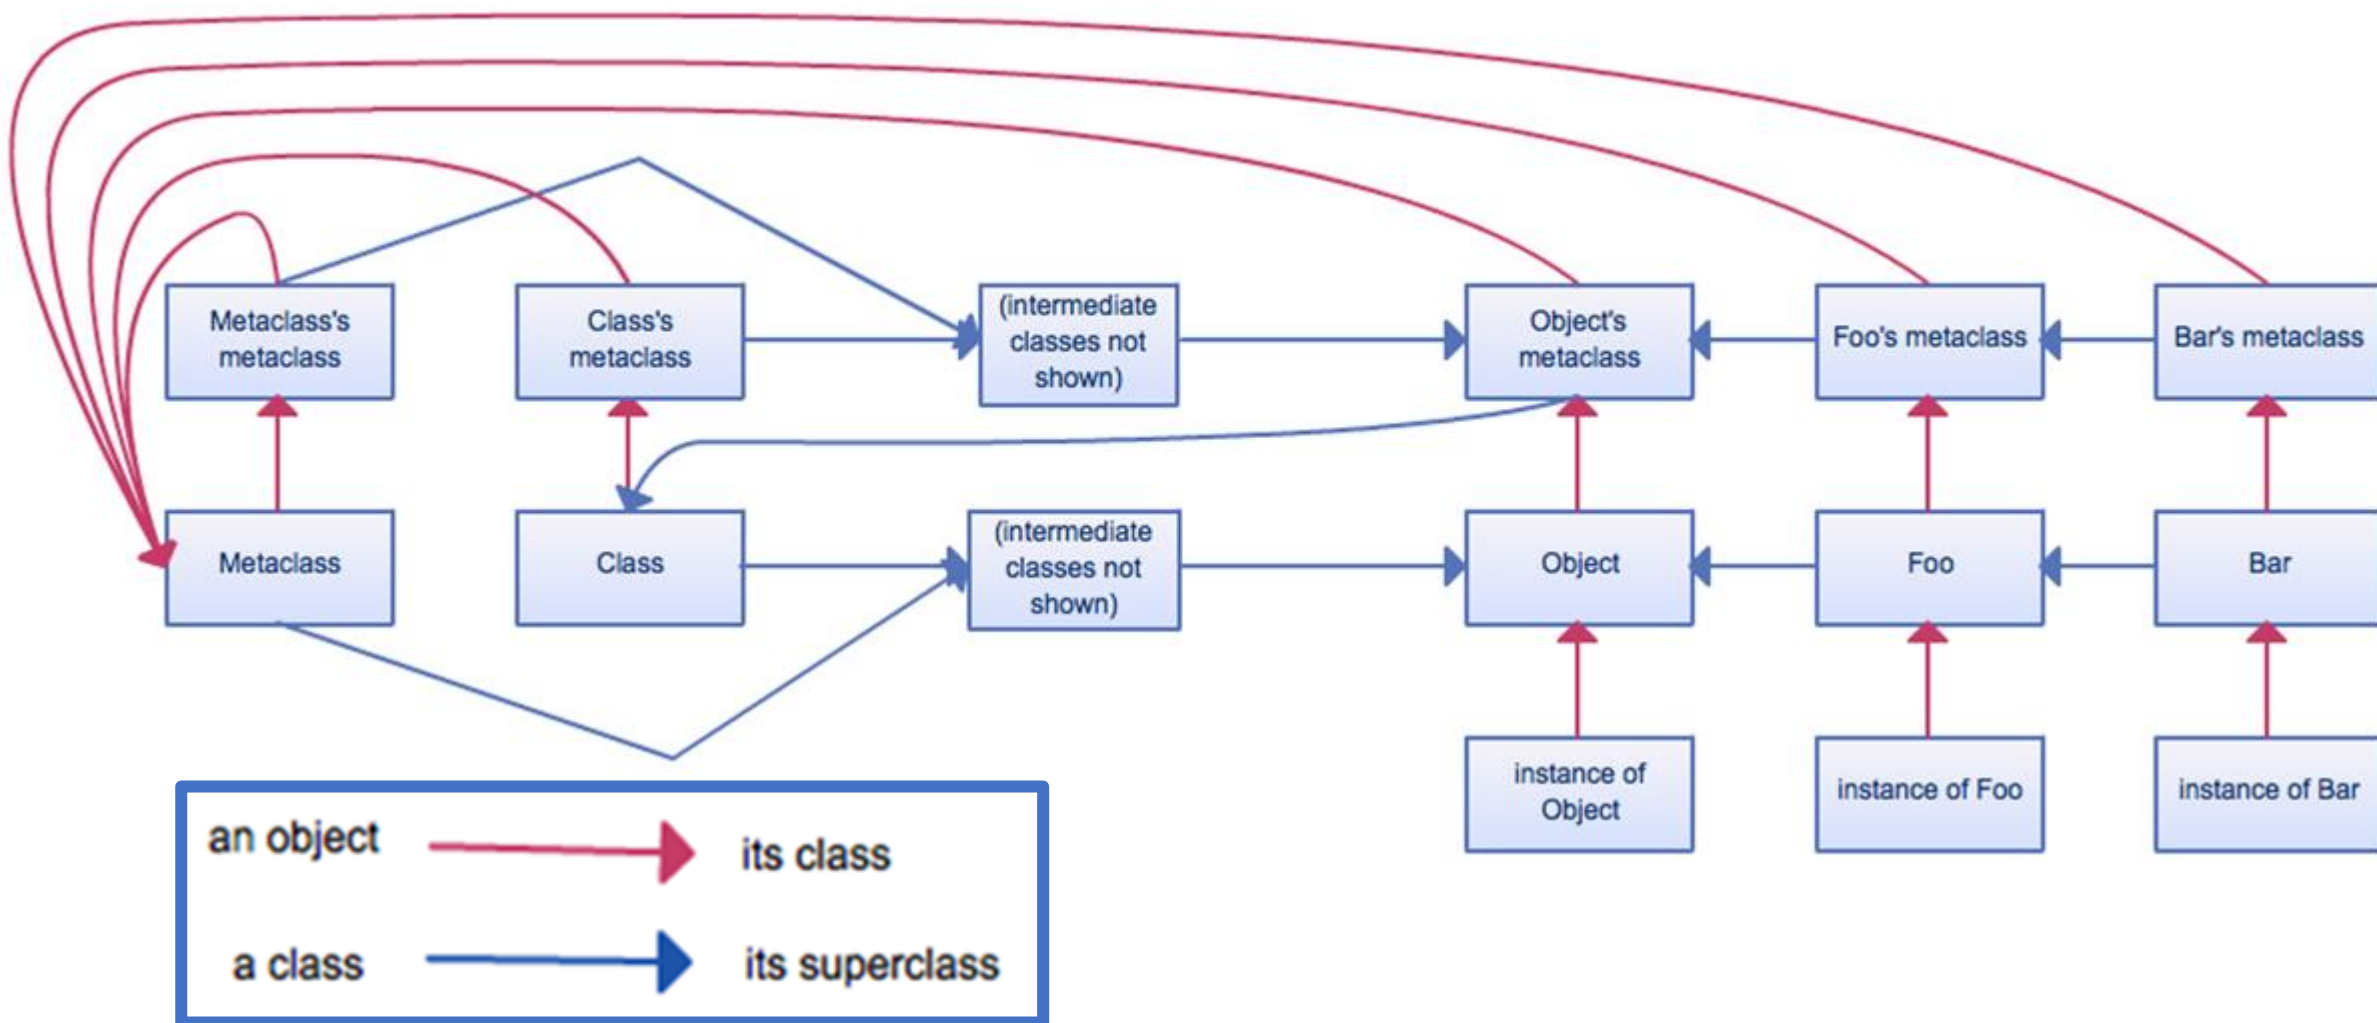 Metaclass's
metaclass
Class's
metaclass
(intermediate
classes not
shown)
Object's
metaclass
Foo's metaclass
Bar's metaclass
Metaclass
Class
(intermediate
classes not
shown)
Object
Foo
Bar
instance of
Object
instance of Foo
instance of Bar
an object
its class
a class
its superclass